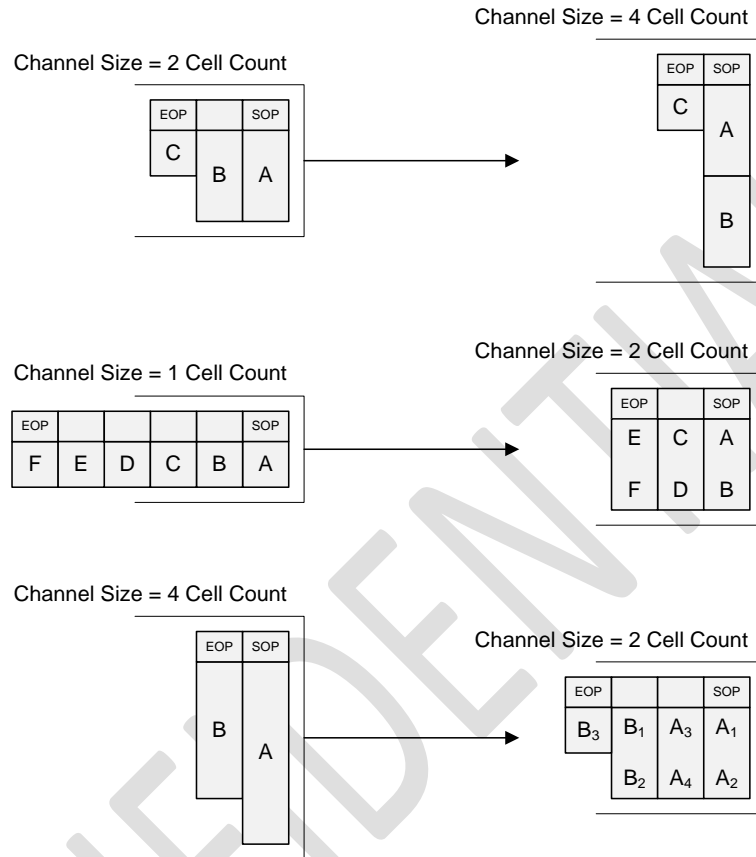 Channel Size = 4 Cell Count
Channel Size = 2 Cell Count
EOP SOP
C A
B
EOP SOP
C B A
Channel Size = 2 Cell Count
Channel Size = 1 Cell Count
EOP SOP
F E D C B A
EOP SOP
E C A
F D B
Channel Size = 4 Cell Count
Channel Size = 2 Cell Count
EOP SOP
B A
EOP SOP
B₃ B₁ A₃ A₁
B₂ A₄ A₂